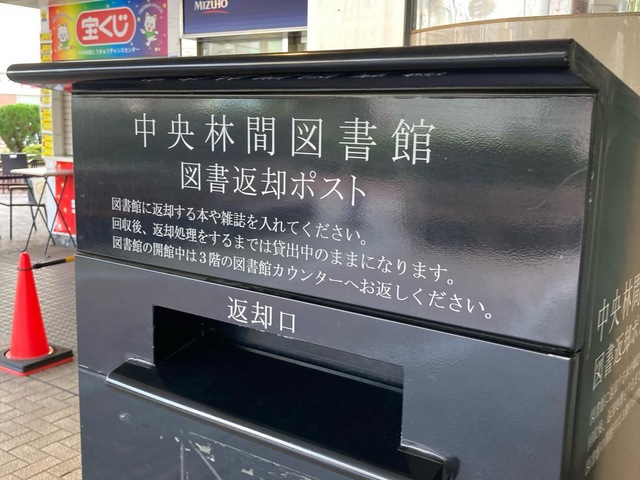 MIZUHO
宝くじ
中央林間図書館
図書返却ポスト
図書館に返却する本や雑誌を入れてください。
回収後、返却処理をするまでは貸出中のままになります。
図書館の開館中は３階の図書館カウンターへお返しください。
返却口
中央林
図書返却